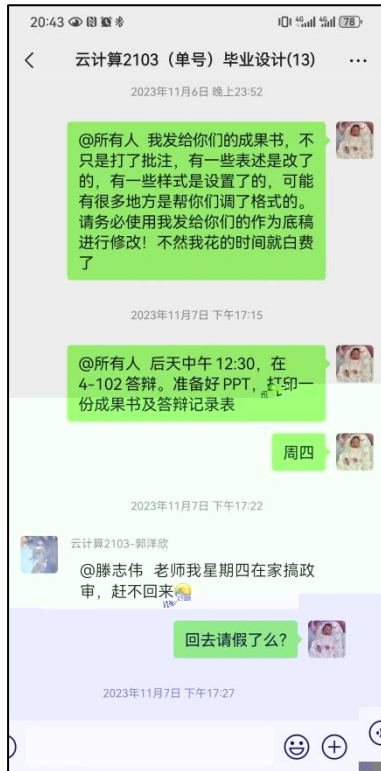 20:43
4G 4G 78
云计算2103（单号）毕业设计(13)
2023年11月6日 晚上23:52
@所有人 我发给你们的成果书，不
只是打了批注，有一些表述是改了
的，有一些样式是设置了的，可能
有很多地方是帮你们调了格式的。
请务必使用我发给你们的作为底稿
进行修改！不然我花的时间就白费
了
2023年11月7日 下午17:15
@所有人 后天中午 12:30，在
4-102 答辩。准备好PPT，打印一
份成果书及答辩记录表
周四
2023年11月7日 下午17:22
云计算2103-郭洋欣
@滕志伟 老师我星期四在家搞政
审，赶不回来
回去请假了么？
2023年11月7日 下午17:27